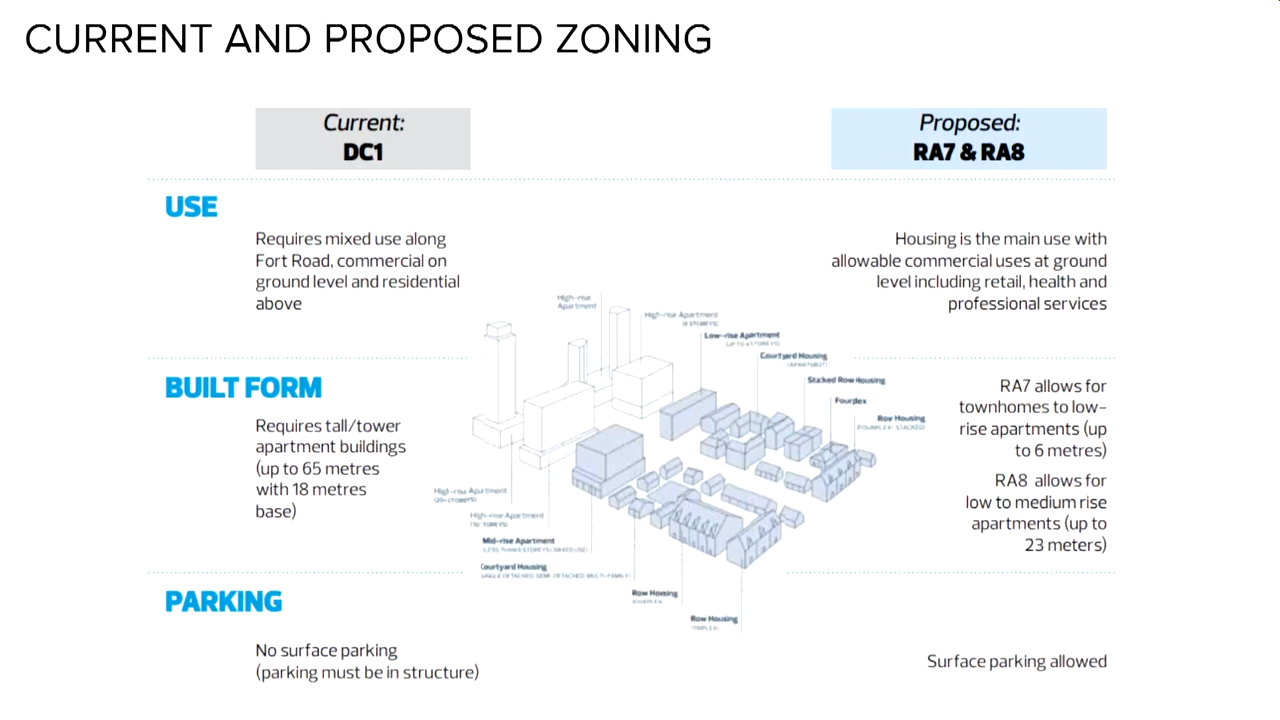 CURRENT AND PROPOSED ZONING
Current:
DC1
Proposed:
RA7 & RA8
USE
Requires mixed use along
Fort Road, commercial on
ground level and residential
above
Housing is the main use with
allowable commercial uses at ground
level including retail, health and
professional services
High-rise
Apartment
High-rise Apartment
Low-rise Apartment
Courtyard Housing
Stacked Row Housing
Fourplex
Row Housing
BUILT FORM
Requires tall/tower
apartment buildings
(up to 65 metres
with 18 metres
base)
RA7 allows for
townhomes to low-
rise apartments (up
to 6 metres)
RA8 allows for
low to medium rise
apartments (up to
23 meters)
High-rise Apartment
High-rise Apartment
Mid-rise Apartment
Courtyard Housing
Row Housing
Row Housing
PARKING
No surface parking
(parking must be in structure)
Surface parking allowed